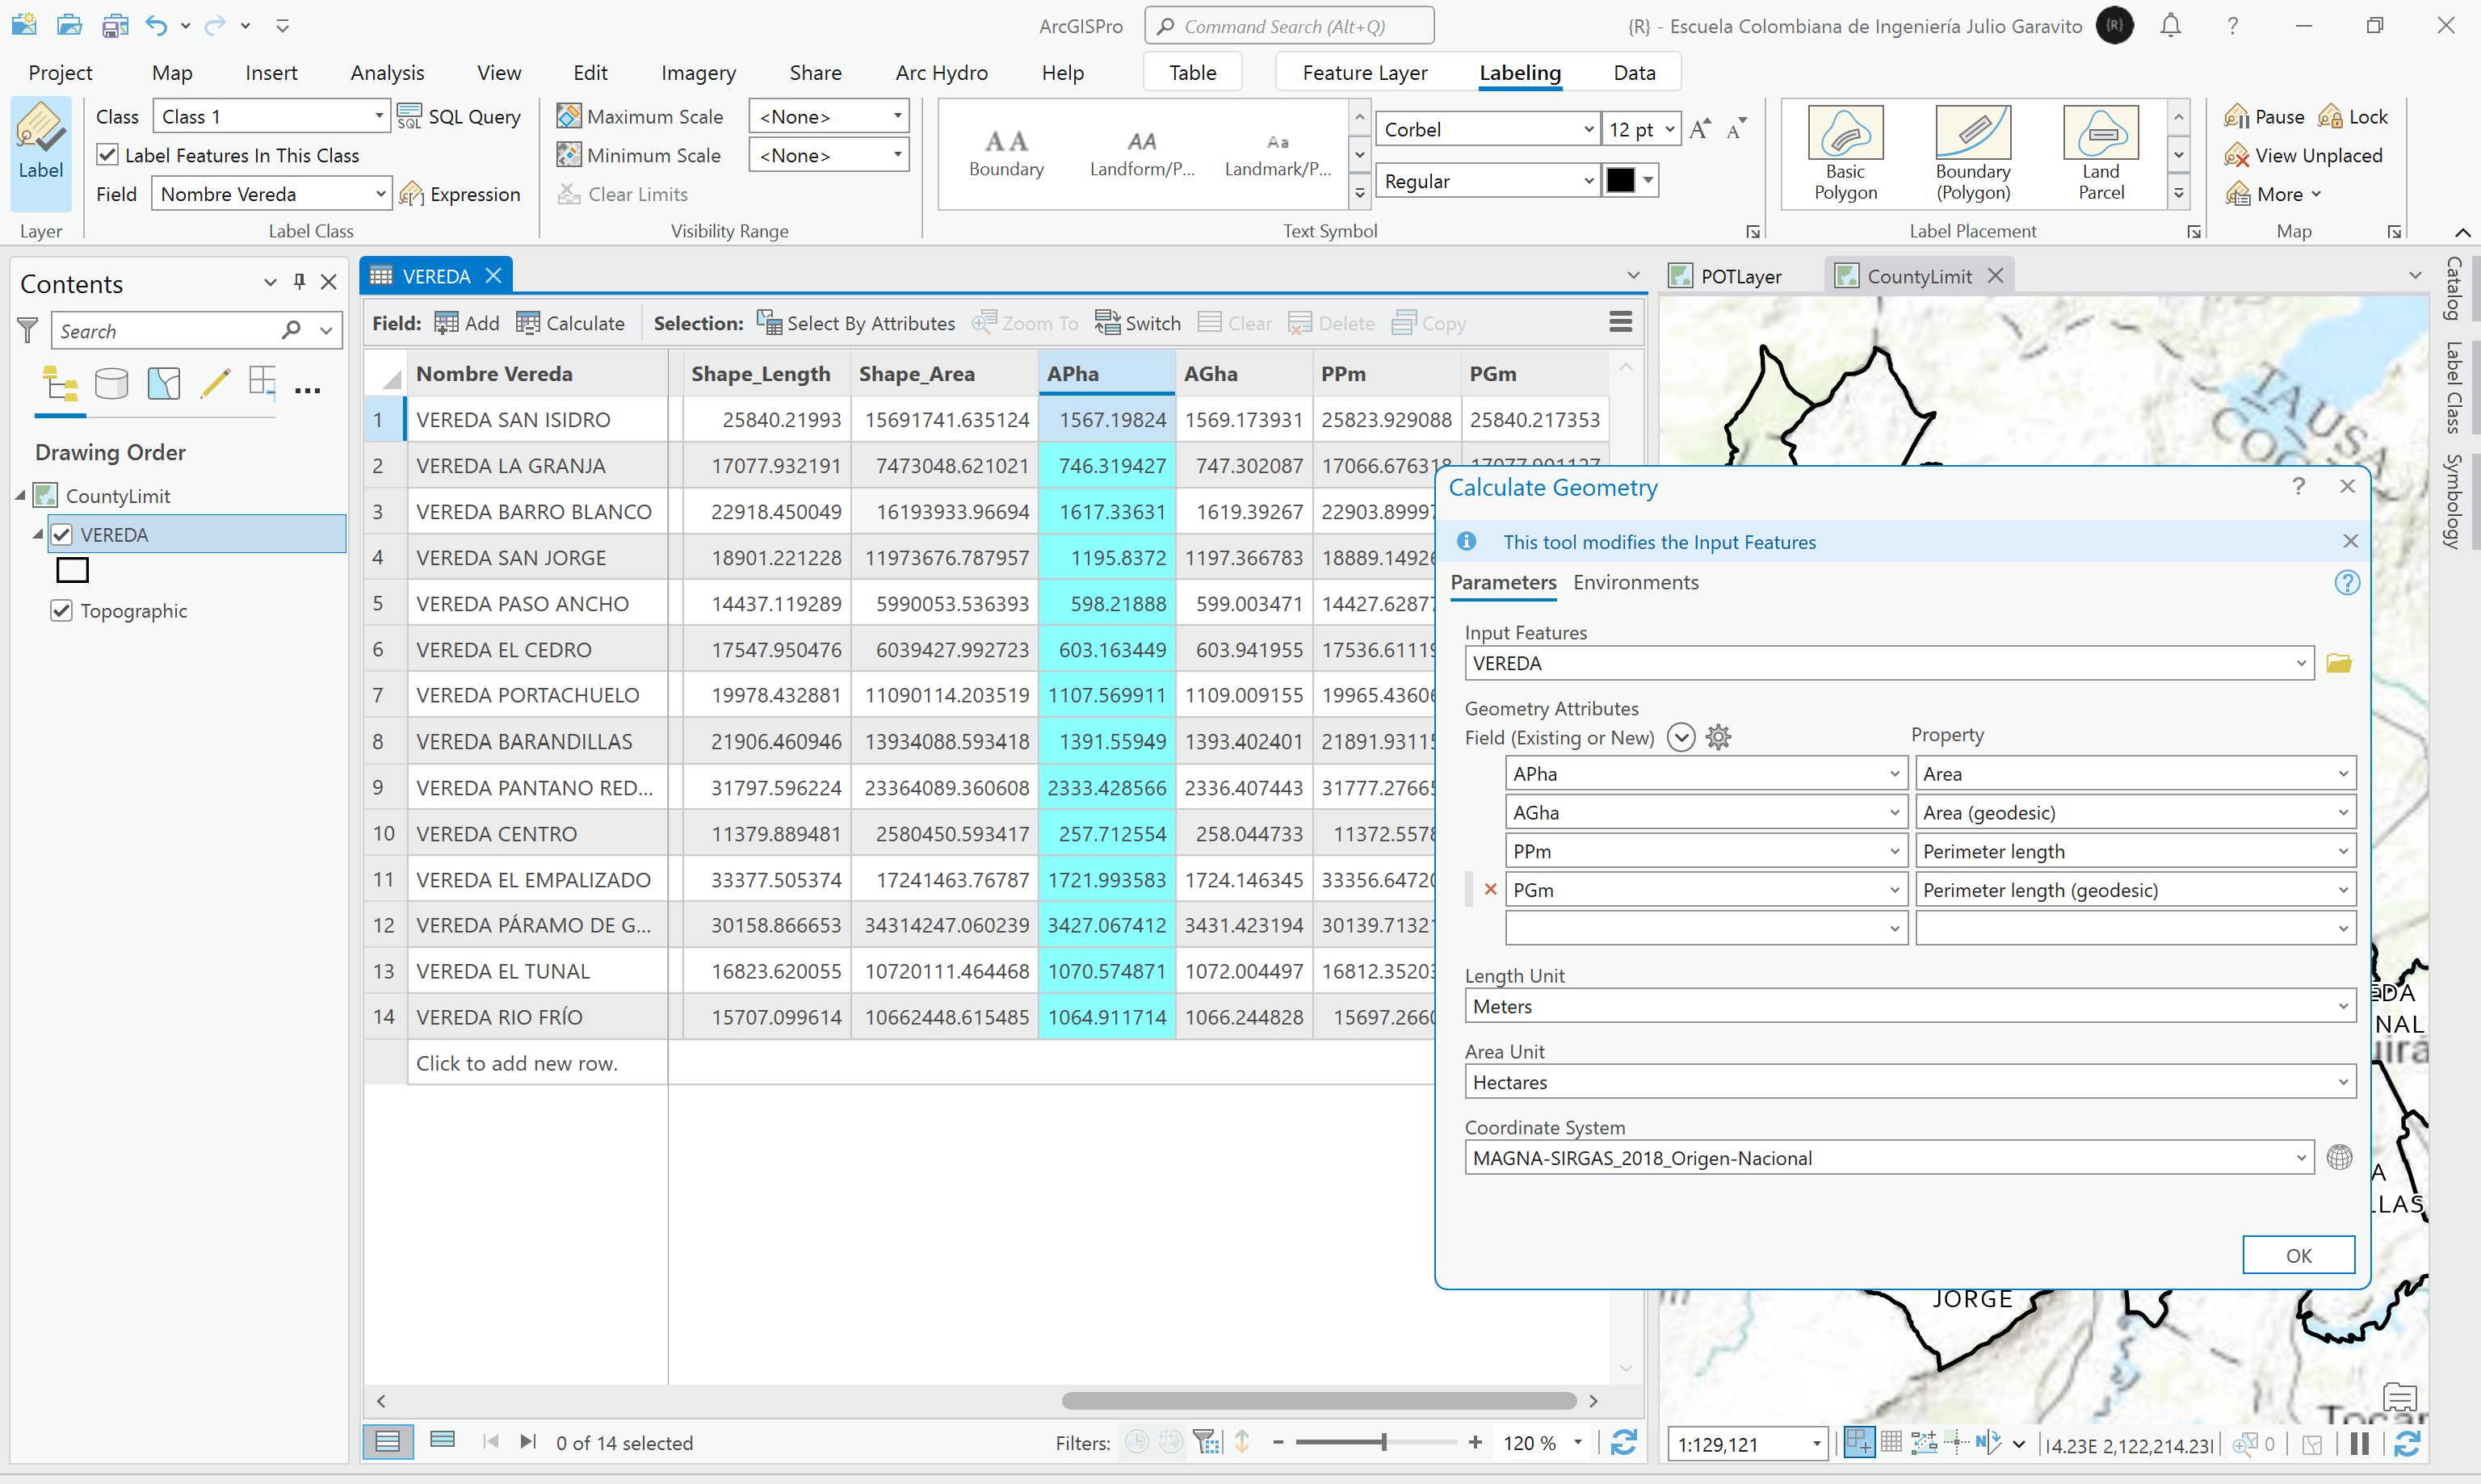 ArcGISPro
Command Search (Alt+Q)
{R} - Escuela Colombiana de Ingeniería Julio Garavito
{R}
?
Project Map Insert Analysis View Edit Imagery Share Arc Hydro Help Table Feature Layer Labeling Data
Label
Layer
Class Class 1 SQL SQL Query
Label Features In This Class
Field Nombre Vereda Expression
Label Class
Maximum Scale <None>
Minimum Scale <None>
Clear Limits
Visibility Range
AA Boundary
AA Landform/P...
Aa Landmark/P...
Corbel 12 pt A A
Regular
Text Symbol
Basic Polygon
Boundary (Polygon)
Land Parcel
Label Placement
Pause Lock
View Unplaced
More
Map
Contents
Search
Drawing Order
CountyLimit
VEREDA
Topographic
VEREDA
Field: Add Calculate Selection: Select By Attributes Zoom To Switch Clear Delete Copy
Nombre Vereda Shape_Length Shape_Area APha AGha PPm PGm
1 VEREDA SAN ISIDRO 25840.21993 15691741.635124 1567.19824 1569.173931 25823.929088 25840.217353
2 VEREDA LA GRANJA 17077.932191 7473048.621021 746.319427 747.302087 17066.676318 17077.901127
3 VEREDA BARRO BLANCO 22918.450049 16193933.96694 1617.33631 1619.39267 22903.8999
4 VEREDA SAN JORGE 18901.221228 11973676.787957 1195.8372 1197.366783 18889.1492
5 VEREDA PASO ANCHO 14437.119289 5990053.536393 598.21888 599.003471 14427.6287
6 VEREDA EL CEDRO 17547.950476 6039427.992723 603.163449 603.941955 17536.6111
7 VEREDA PORTACHUELO 19978.432881 11090114.203519 1107.569911 1109.009155 19965.4360
8 VEREDA BARANDILLAS 21906.460946 13934088.593418 1391.55949 1393.402401 21891.9311
9 VEREDA PANTANO RED... 31797.596224 23364089.360608 2333.428566 2336.407443 31777.2766
10 VEREDA CENTRO 11379.889481 2580450.593417 257.712554 258.044733 11372.557
11 VEREDA EL EMPALIZADO 33377.505374 17241463.76787 1721.993583 1724.146345 33356.6472
12 VEREDA PÁRAMO DE G... 30158.866653 34314247.060239 3427.067412 3431.423194 30139.7132
13 VEREDA EL TUNAL 16823.620055 10720111.464468 1070.574871 1072.004497 16812.3520
14 VEREDA RIO FRÍO 15707.099614 10662448.615485 1064.911714 1066.244828 15697.266
Click to add new row.
0 of 14 selected
Filters:
- + 120 %
POTLayer CountyLimit
TAUSA
Calculate Geometry
?
This tool modifies the Input Features
Parameters Environments
?
Input Features
VEREDA
Geometry Attributes
Field (Existing or New) Property
APha Area
AGha Area (geodesic)
PPm Perimeter length
PGm Perimeter length (geodesic)
Length Unit
Meters
Area Unit
Hectares
Coordinate System
MAGNA-SIRGAS_2018_Origen-Nacional
OK
EDA
NAL
LAS
JORGE
1:129,121
4.23E 2,122,214.23
0
Catalog
Label Class
Symbology